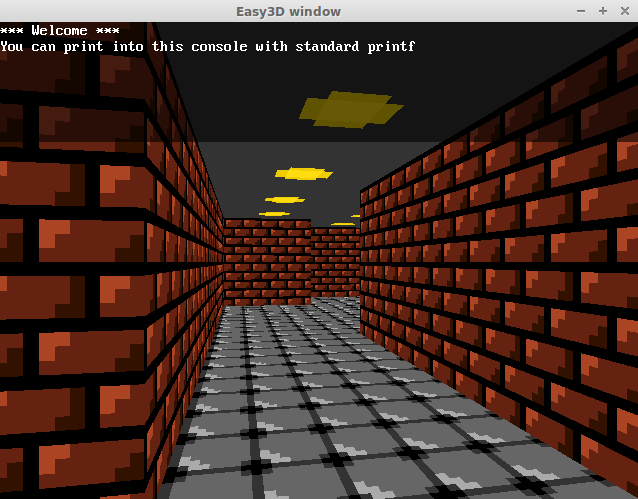 Easy3D window
*** Welcome ***
You can print into this console with standard printf